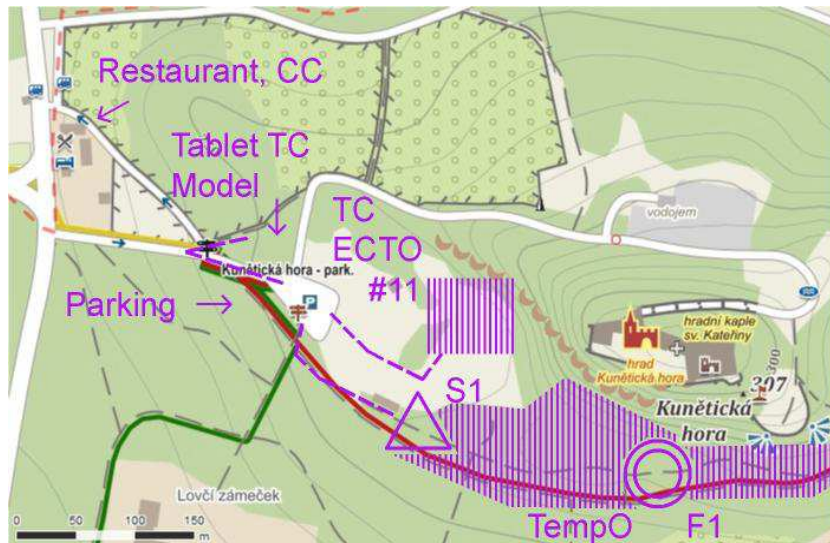 Restaurant, CC
Tablet TC
Model
TC
ECTO
#11
vodojem
Kunětická hora - park.
Parking
P
hradní kaple
sv. Kateřiny
hrad
Kunětická hora
300
307
S1
Kunětická
hora
Lovčí zámeček
0 50 100 150
m
TempO
F1